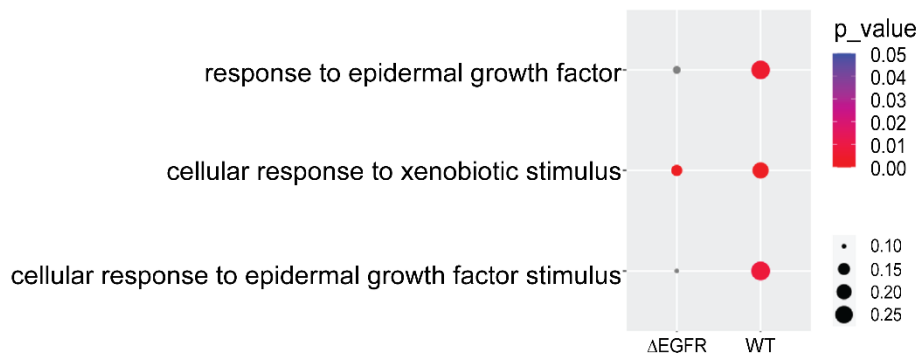 p_value
0.05
0.04
0.03
0.02
0.01
0.00
response to epidermal growth factor
cellular response to xenobiotic stimulus
cellular response to epidermal growth factor stimulus
0.10
0.15
0.20
0.25
ΔEGFR WT